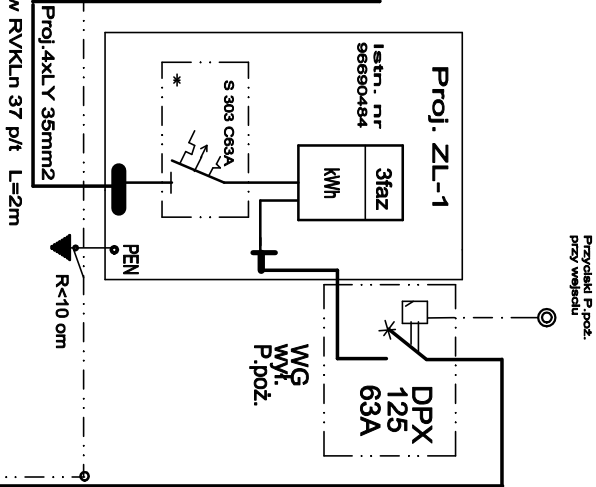 Przyciski P.poż.
przy wejściu
Proj. ZL-1
Istn. nr
96690484
3faz
kWh
S 303 C63A
*
PEN
R<10 om
Proj.4xLY 35mm2
w RVKLn 37 p/t L=2m
DPX
125
63A
WG
wył.
P.poż.